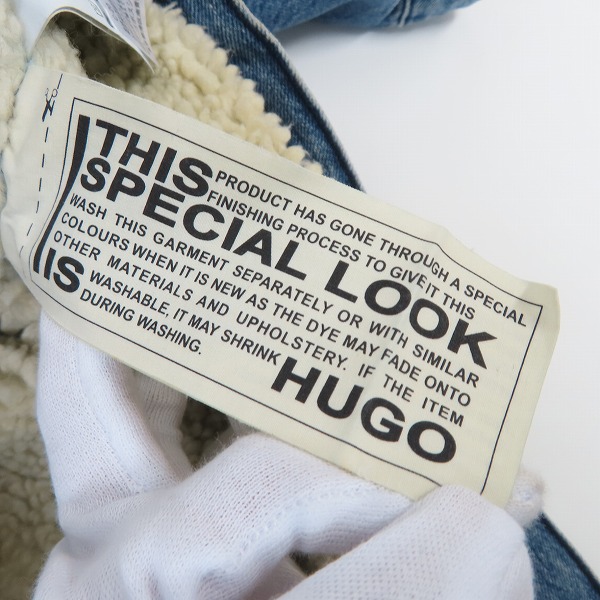 THIS PRODUCT HAS GONE THROUGH A SPECIAL
FINISHING PROCESS TO GIVE IT THIS
SPECIAL LOOK
WASH THIS GARMENT SEPARATELY OR WITH SIMILAR
COLOURS WHEN IT IS NEW AS THE DYE MAY FADE ONTO
OTHER MATERIALS AND UPHOLSTERY. IF THE ITEM
IS WASHABLE, IT MAY SHRINK
DURING WASHING.
HUGO